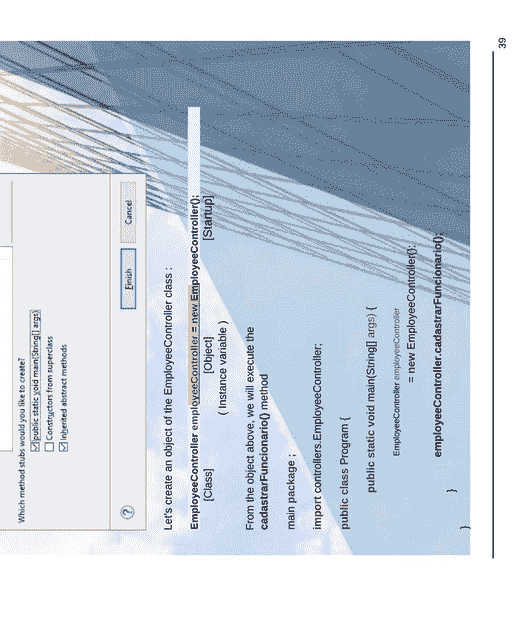 Which method stubs would you like to create?
public static void main(String[] args)
Constructors from superclass
Inherited abstract methods
?
Finish
Cancel
Let's create an object of the EmployeeController class :
EmployeeController employeeController = new EmployeeController();
[Class] [Object] [Startup]
( Instance variable )
From the object above, we will execute the
cadastrarFuncionario() method
main package ;
import controllers.EmployeeController;
public class Program {
public static void main(String[] args) {
EmployeeController employeeController
= new EmployeeController();
employeeController.cadastrarFuncionario();
}
}
39